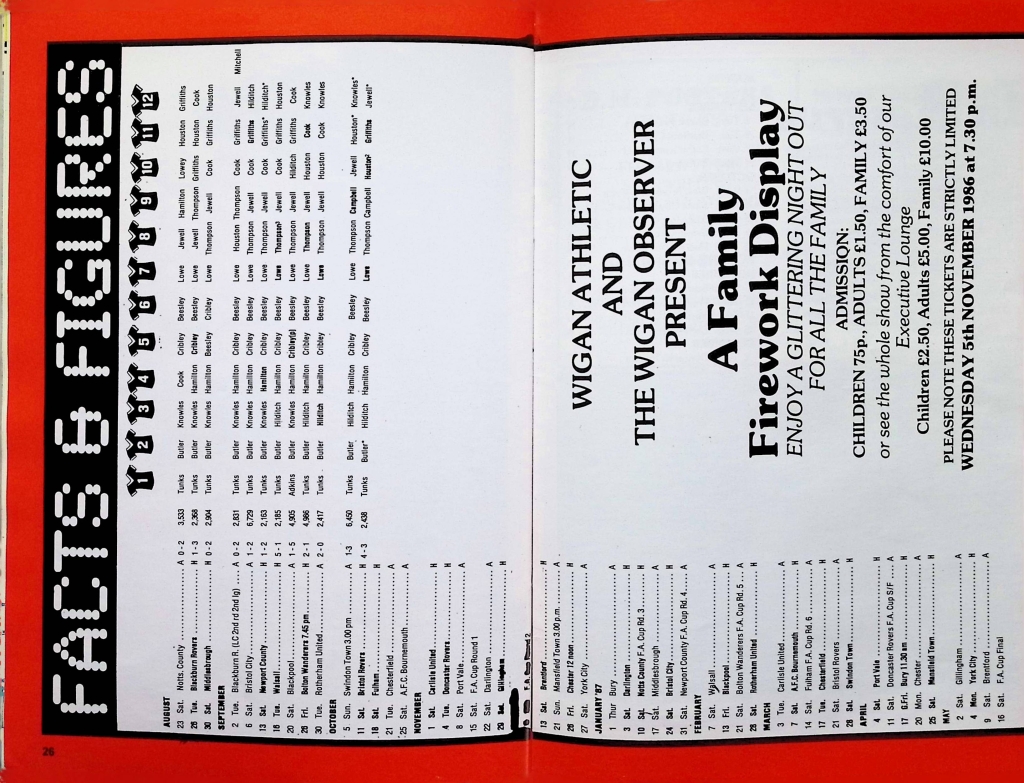 FACTS & FIGURES
1 2 3 4 5 6 7 8 9 10 11 12
AUGUST
23 Sat. Notts. County A 0 - 2 3,533 Tunks Butler Knowles Cook Cribley Beesley Lowe Jewell Hamilton Lowey Houston Griffiths
26 Tue. Blackburn Rovers H 1 - 3 2,368 Tunks Butler Knowles Hamilton Cribley Beesley Lowe Jewell Thompson Griffiths Houston Cook
30 Sat. Middlesbrough H 0 - 2 2,904 Tunks Butler Knowles Hamilton Beesley Cribley Lowe Thompson Jewell Cook Griffiths Houston
SEPTEMBER
2 Tue. Blackburn R. (LC 2nd rd 2nd lg) A 0 - 2 2,831 Tunks Butler Knowles Hamilton Cribley Beesley Lowe Houston Thompson Cook Griffiths Jewell Mitchell
6 Sat. Bristol City A 1 - 2 6,729 Tunks Butler Knowles Hamilton Cribley Beesley Lowe Thompson Jewell Cook Griffiths Hilditch
13 Sat. Newport County H 1 - 2 2,163 Tunks Butler Knowles Hamilton Cribley Beesley Lowe Thompson Jewell Cook Griffiths* Hilditch*
16 Tue. Walsall H 5 - 1 2,185 Tunks Butler Hilditch Hamilton Cribley Beesley Lowe Thompson³ Jewell Cook Griffiths Houston
20 Sat. Blackpool A 1 - 5 4,905 Adkins Butler Knowles Hamilton Cribley(p) Beesley Lowe Thompson Jewell Hilditch Griffiths Cook
26 Fri. Bolton Wanderers 7.45 pm H 2 - 1 4,986 Tunks Butler Hilditch Hamilton Cribley Beesley Lowe Thompson Jewell Houston Cook Knowles
30 Tue. Rotherham United A 2 - 0 2,417 Tunks Butler Hilditch Hamilton Cribley Beesley Lowe Thompson Jewell Houston Cook Knowles
OCTOBER
5 Sun. Swindon Town 3.00 pm A 1-3 6,450 Tunks Butler Hilditch Hamilton Cribley Beesley Lowe Thompson Campbell Jewell Houston* Knowles*
11 Sat. Bristol Rovers H 4 - 3 2,438 Tunks Butler* Hilditch Hamilton Cribley Beesley Lowe Thompson Campbell Houston² Griffiths Jewell*
18 Sat. Fulham H
21 Tue. Chesterfield A
25 Sat. A.F.C. Bournemouth A
NOVEMBER
1 Sat. Carlisle United H
4 Tue. Doncaster Rovers H
8 Sat. Port Vale A
15 Sat. F.A. Cup Round 1
22 Sat. Darlington A
29 Sat. Gillingham H
13 Sat. Brentford H
21 Sun. Mansfield Town 3.00 p.m. A
26 Fri. Chester 12 noon H
27 Sat. York City A
JANUARY '87
1 Thur Bury A
3 Sat. Darlington H
10 Sat. Notts County F.A. Cup Rd. 3 H
17 Sat. Middlesbrough A
24 Sat. Bristol City H
31 Sat. Newport County F.A. Cup Rd. 4 A
FEBRUARY
7 Sat. Walsall A
13 Fri. Blackpool H
21 Sat. Bolton Wanderers F.A. Cup Rd. 5 A
28 Sat. Rotherham United H
MARCH
3 Tue. Carlisle United A
7 Sat. A.F.C. Bournemouth H
14 Sat. Fulham F.A. Cup Rd. 6 A
17 Tue. Chesterfield H
21 Sat. Bristol Rovers A
28 Sat. Swindon Town H
APRIL
4 Sat. Port Vale H
11 Sat. Doncaster Rovers F.A. Cup S/F A
17 G.Fri. Bury 11.30 am H
20 Mon. Chester A
25 Sat. Mansfield Town H
MAY
2 Sat. Gillingham A
4 Mon. York City H
9 Sat. Brentford A
16 Sat. F.A. Cup Final
26
WIGAN ATHLETIC
AND
THE WIGAN OBSERVER
PRESENT
A Family
Firework Display
ENJOY A GLITTERING NIGHT OUT
FOR ALL THE FAMILY
ADMISSION:
CHILDREN 75p., ADULTS £1.50, FAMILY £3.50
or see the whole show from the comfort of our
Executive Lounge
Children £2.50, Adults £5.00, Family £10.00
PLEASE NOTE THESE TICKETS ARE STRICTLY LIMITED
WEDNESDAY 5th NOVEMBER 1986 at 7.30 p.m.